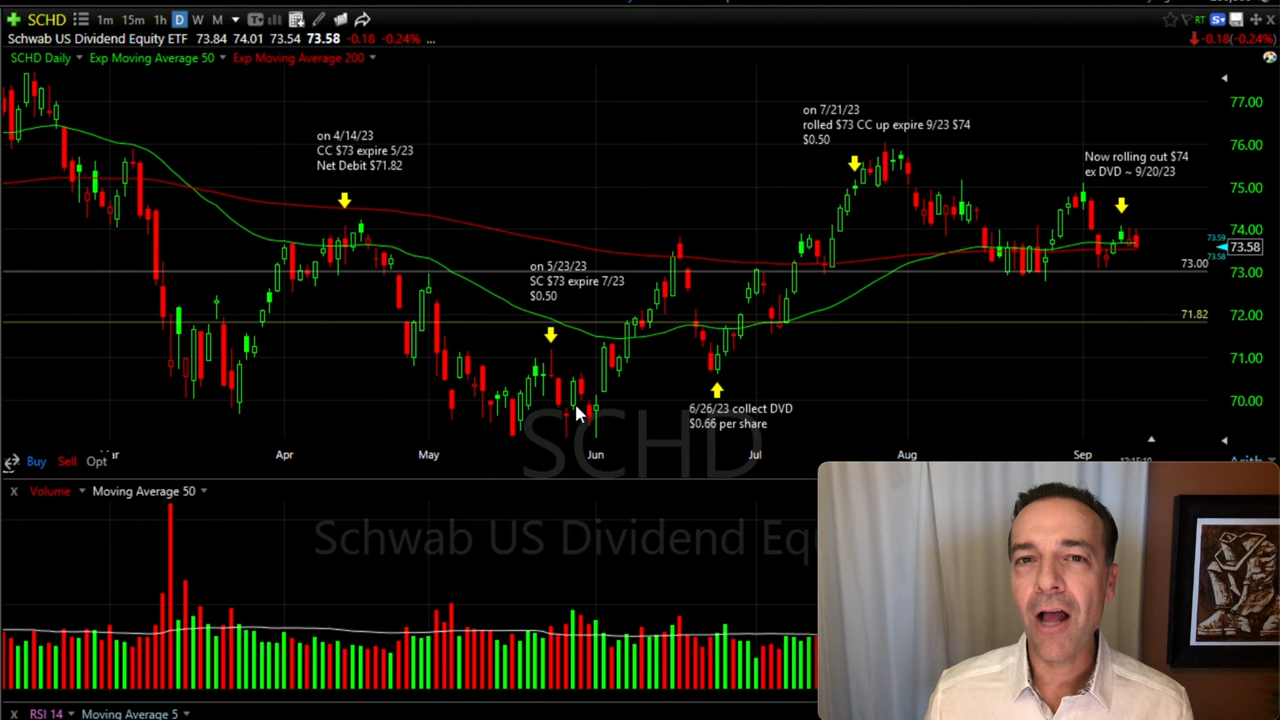 SCHD 1m 15m 1h D W M RT S
Schwab US Dividend Equity ETF 73.84 74.01 73.54 73.58 -0.18 -0.24% ... -0.18(-0.24%)
SCHD Daily Exp Moving Average 50 Exp Moving Average 200
77.00
76.00
75.00
74.00
73.59
73.58
73.58
73.00
73.00
72.00
71.82
71.00
70.00
on 4/14/23
CC $73 expire 5/23
Net Debit $71.82
on 5/23/23
SC $73 expire 7/23
$0.50
6/26/23 collect DVD
$0.66 per share
on 7/21/23
rolled $73 CC up expire 9/23 $74
$0.50
Now rolling out $74
ex DVD ~ 9/20/23
SCHD
Apr May Jun Jul Aug Sep
Buy Sell Opt
X Volume Moving Average 50
Schwab US Dividend Eq
X RSI 14 Moving Average 5